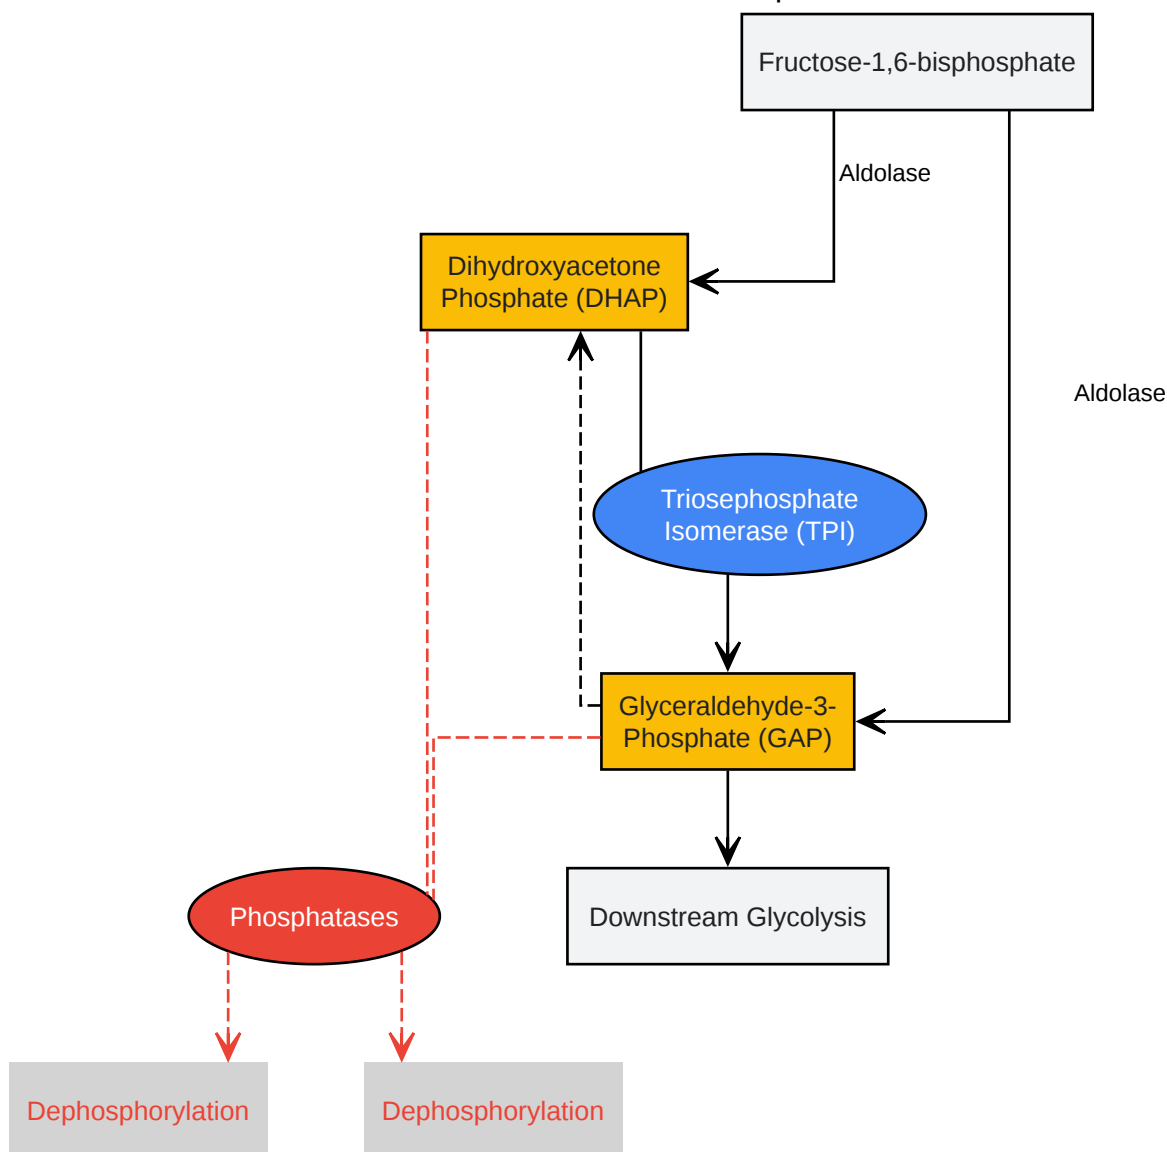 Fructose-1,6-bisphosphate
Aldolase
Dihydroxyacetone
Phosphate (DHAP)
Aldolase
Triosephosphate
Isomerase (TPI)
Glyceraldehyde-3-
Phosphate (GAP)
Phosphatases
Downstream Glycolysis
Dephosphorylation
Dephosphorylation